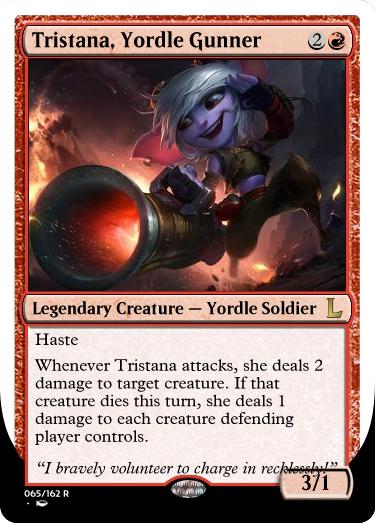 Tristana, Yordle Gunner 2
Legendary Creature — Yordle Soldier L
Haste
Whenever Tristana attacks, she deals 2
damage to target creature. If that
creature dies this turn, she deals 1
damage to each creature defending
player controls.
“I bravely volunteer to charge in recklessly!”
3/1
065/162 R